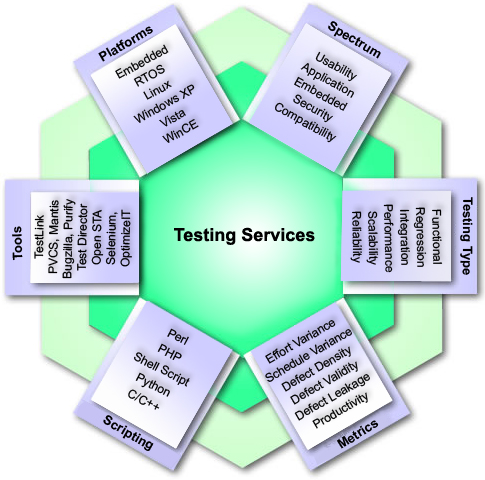 Platforms
Embedded
RTOS
Linux
Windows XP
Vista
WinCE
Spectrum
Usability
Application
Embedded
Security
Compatibility
Tools
TestLink
PVCS, Mantis
Bugzilla, Purify
Test Director
Open STA
Selenium,
OptimizeIT
Testing Services
Testing Type
Functional
Regression
Integration
Performance
Scalability
Reliability
Perl
PHP
Shell Script
Python
C/C++
Scripting
Effort Variance
Schedule Variance
Defect Density
Defect Validity
Defect Leakage
Productivity
Metrics